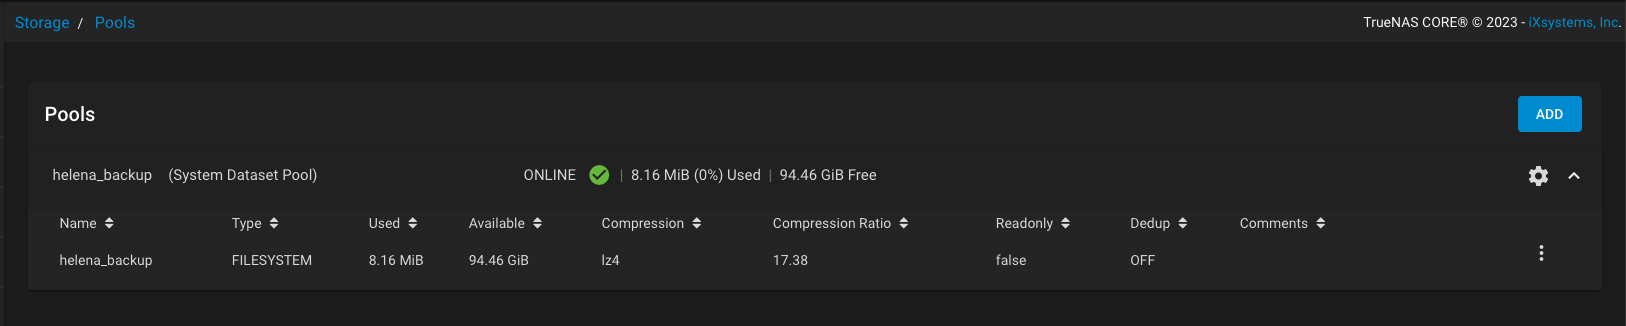 Storage / Pools
TrueNAS CORE® © 2023 - iXsystems, Inc.
Pools
ADD
helena_backup (System Dataset Pool) ONLINE | 8.16 MiB (0%) Used | 94.46 GiB Free
Name Type Used Available Compression Compression Ratio Readonly Dedup Comments
helena_backup FILESYSTEM 8.16 MiB 94.46 GiB lz4 17.38 false OFF